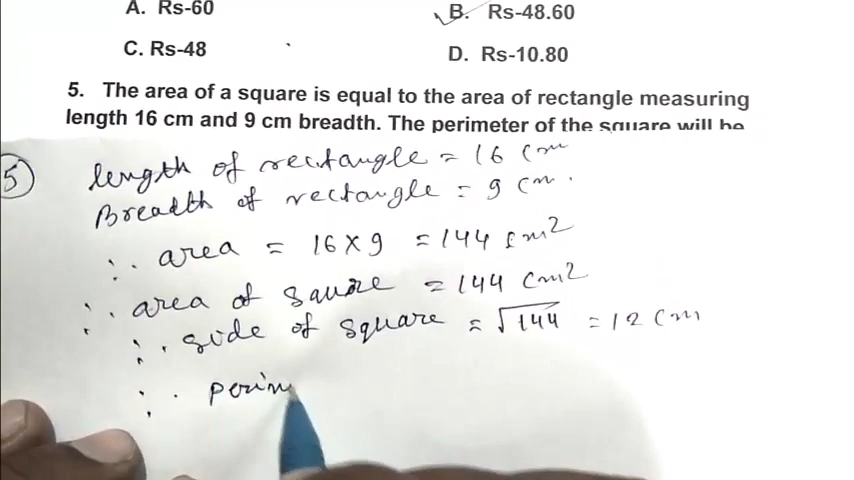 A. Rs-60
B. Rs-48.60
C. Rs-48
D. Rs-10.80
5. The area of a square is equal to the area of rectangle measuring
length 16 cm and 9 cm breadth. The perimeter of the square will be
5 length of rectangle = 16 cm
Breadth of rectangle = 9 cm.
∴ area = 16 × 9 = 144 cm²
∴ area of sauare = 144 cm²
∴ side of square = √144 = 12 cm
∴ perim